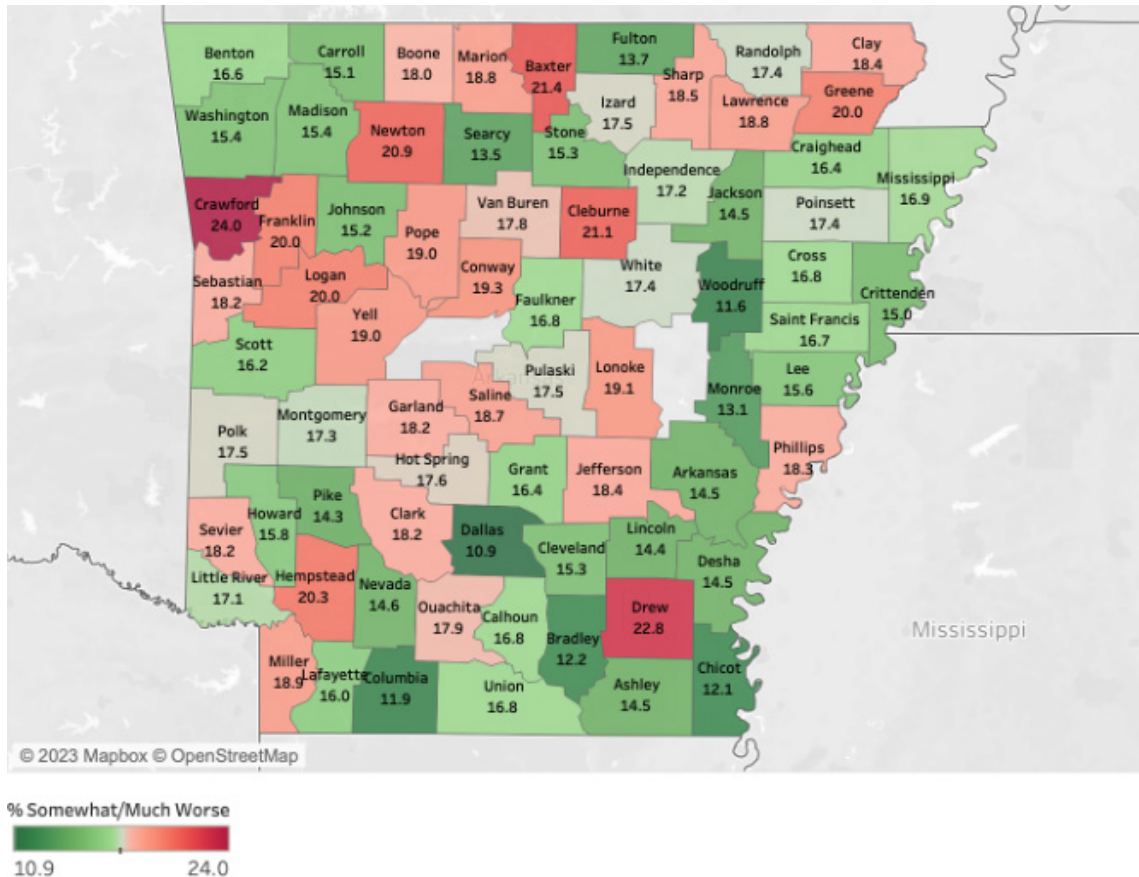 Benton
16.6
Carroll
15.1
Boone
18.0
Marion
18.8
Baxter
21.4
Fulton
13.7
Sharp
18.5
Randolph
17.4
Clay
18.4
Washington
15.4
Madison
15.4
Newton
20.9
Searcy
13.5
Stone
15.3
Izard
17.5
Lawrence
18.8
Greene
20.0
Independence
17.2
Jackson
14.5
Craighead
16.4
Mississippi
16.9
Crawford
24.0
Franklin
20.0
Johnson
15.2
Pope
19.0
Van Buren
17.8
Cleburne
21.1
Poinsett
17.4
Sebastian
18.2
Logan
20.0
Yell
19.0
Conway
19.3
Faulkner
16.8
White
17.4
Woodruff
11.6
Cross
16.8
Crittenden
15.0
Saint Francis
16.7
Scott
16.2
Arkansas
Pulaski
17.5
Lonoke
19.1
Monroe
13.1
Lee
15.6
Polk
17.5
Montgomery
17.3
Garland
18.2
Saline
18.7
Hot Spring
17.6
Grant
16.4
Jefferson
18.4
Arkansas
14.5
Phillips
18.3
Sevier
18.2
Howard
15.8
Pike
14.3
Clark
18.2
Dallas
10.9
Cleveland
15.3
Lincoln
14.4
Desha
14.5
Little River
17.1
Hempstead
20.3
Nevada
14.6
Ouachita
17.9
Calhoun
16.8
Bradley
12.2
Drew
22.8
Chicot
12.1
Mississippi
Miller
18.9
Lafayette
16.0
Columbia
11.9
Union
16.8
Ashley
14.5
© 2023 Mapbox © OpenStreetMap
% Somewhat/Much Worse
10.9 24.0